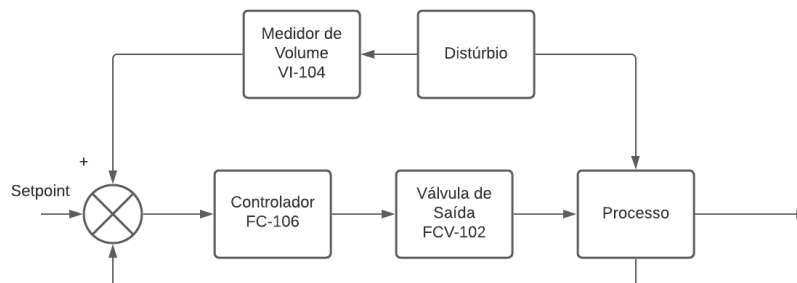 Medidor de
Volume
VI-104
Distúrbio
+
Setpoint
Controlador
FC-106
Válvula de
Saída
FCV-102
Processo